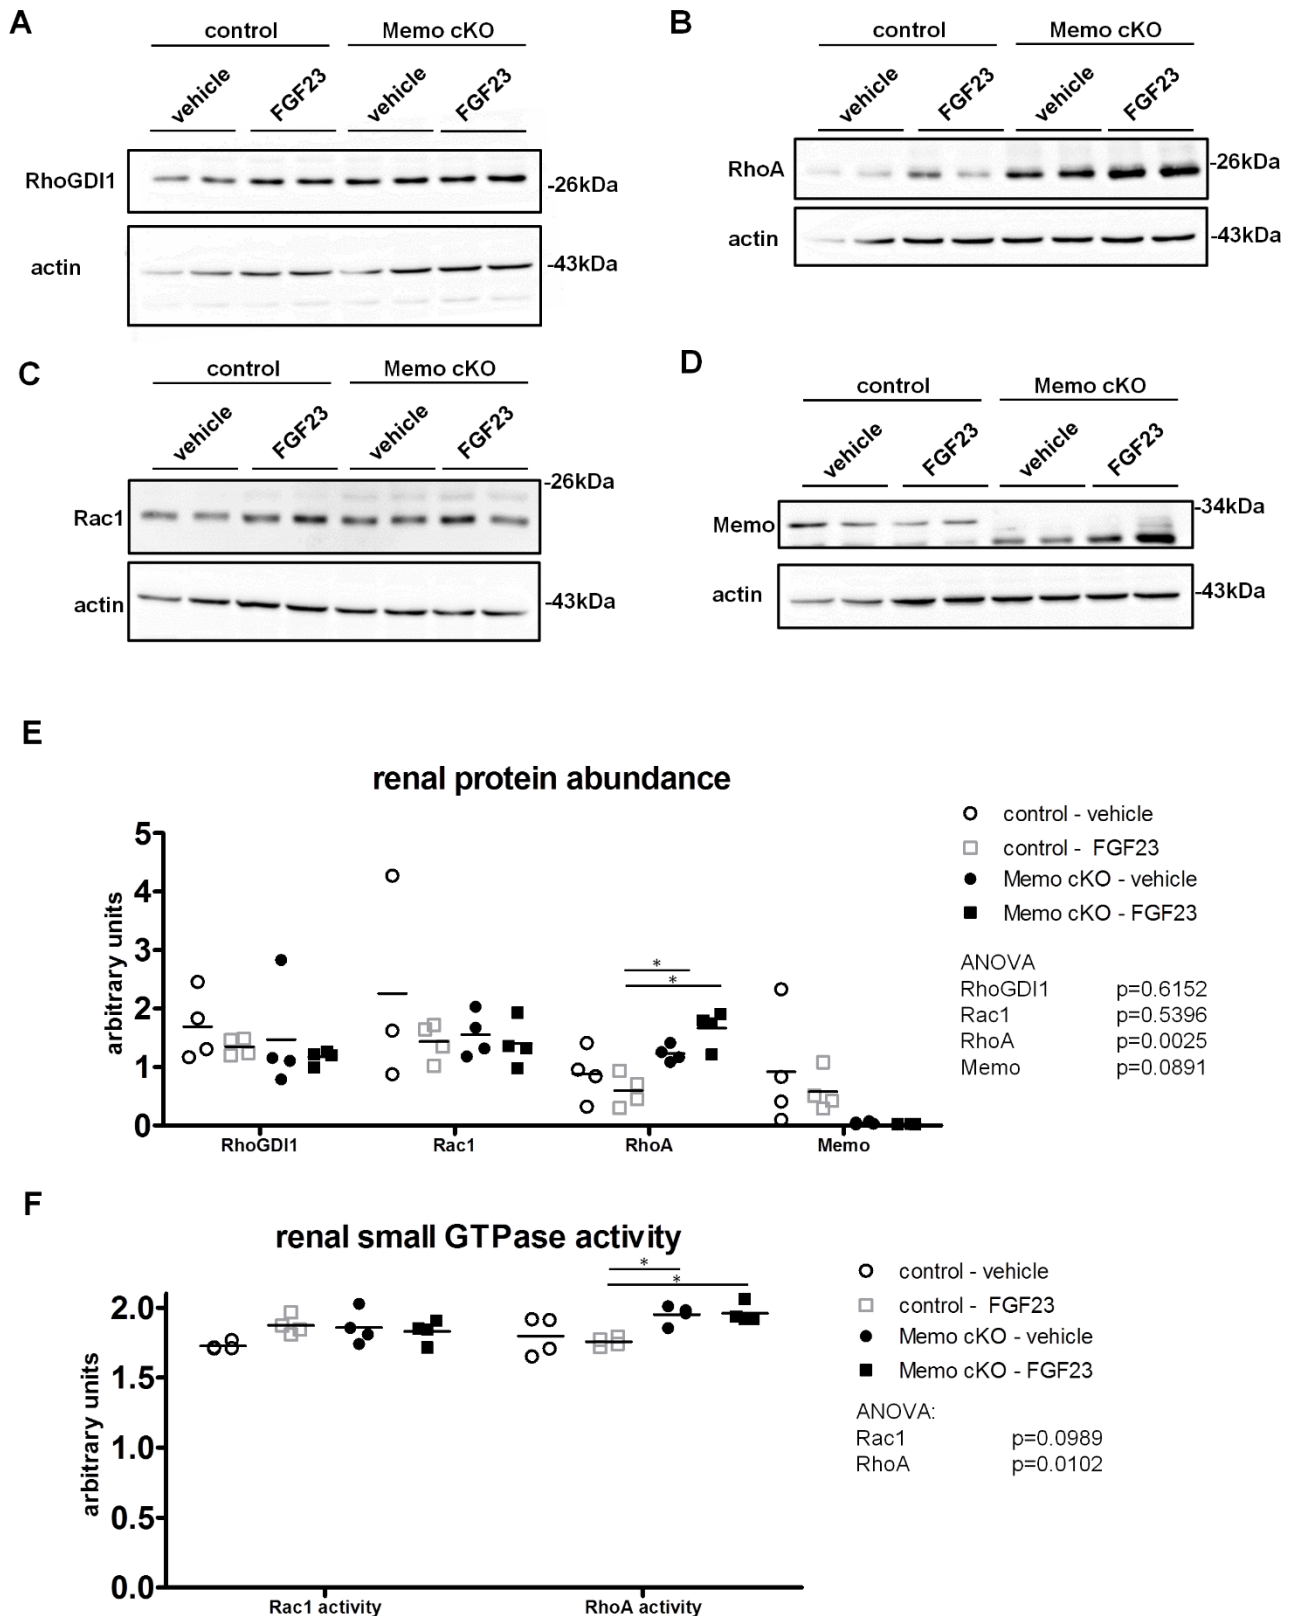 A
control Memo cKO
vehicle FGF23 vehicle FGF23
RhoGDI1 -26kDa
actin -43kDa
B
control Memo cKO
vehicle FGF23 vehicle FGF23
RhoA -26kDa
actin -43kDa
C
control Memo cKO
vehicle FGF23 vehicle FGF23
Rac1 -26kDa
actin -43kDa
D
control Memo cKO
vehicle FGF23 vehicle FGF23
Memo -34kDa
actin -43kDa
E
renal protein abundance
arbitrary units
5
4
3
2
1
0
* 
*
RhoGDI1 Rac1 RhoA Memo
control - vehicle
control - FGF23
Memo cKO - vehicle
Memo cKO - FGF23
ANOVA
RhoGDI1 p=0.6152
Rac1 p=0.5396
RhoA p=0.0025
Memo p=0.0891
F
renal small GTPase activity
arbitrary units
2.0
1.5
1.0
0.5
0.0
*
*
Rac1 activity RhoA activity
control - vehicle
control - FGF23
Memo cKO - vehicle
Memo cKO - FGF23
ANOVA:
Rac1 p=0.0989
RhoA p=0.0102